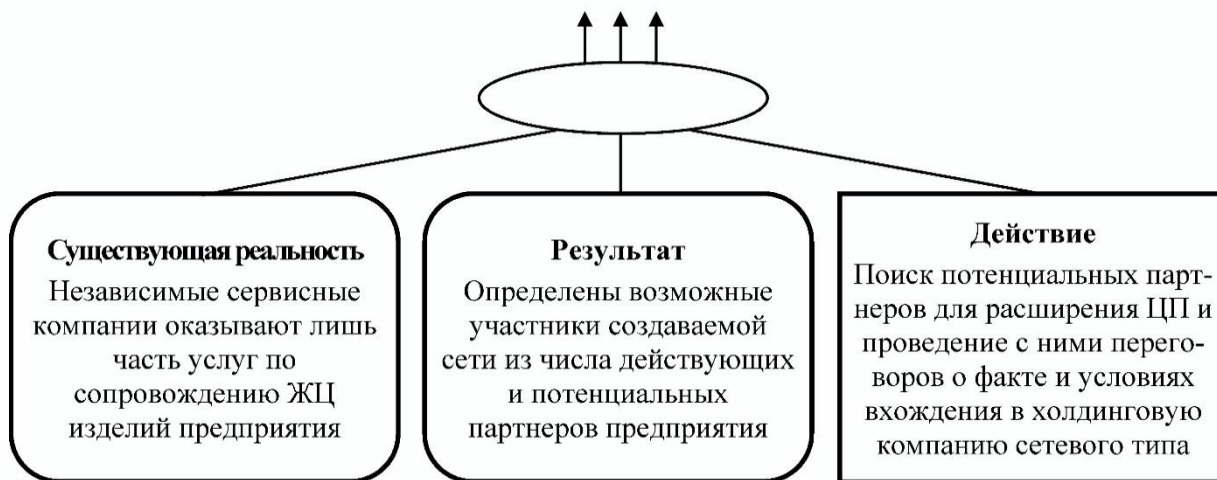 Существующая реальность
Независимые сервисные
компании оказывают лишь
часть услуг по
сопровождению ЖЦ
изделий предприятия
Результат
Определены возможные
участники создаваемой
сети из числа действующих
и потенциальных
партнеров предприятия
Действие
Поиск потенциальных парт-
неров для расширения ЦП и
проведение с ними перего-
воров о факте и условиях
вхождения в холдинговую
компанию сетевого типа